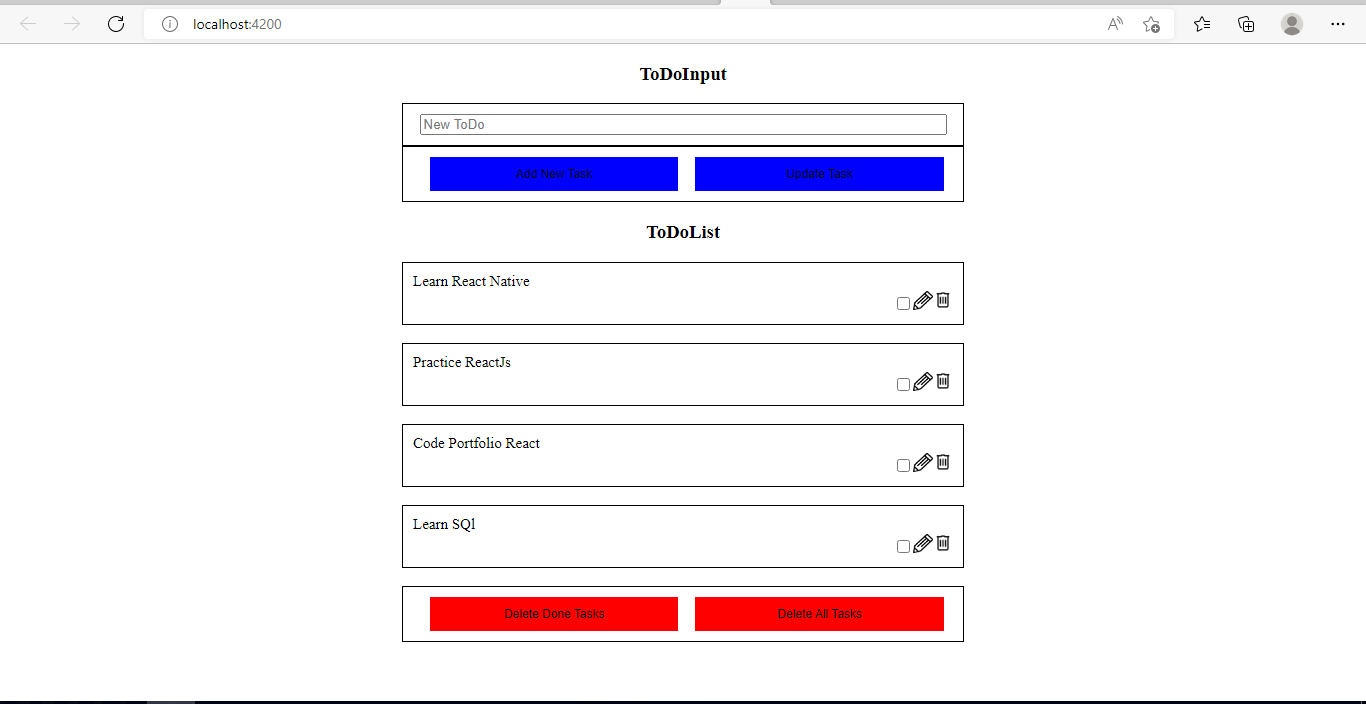 localhost:4200
ToDoInput
New ToDo
Add New Task
Update Task
ToDoList
Learn React Native
Practice ReactJs
Code Portfolio React
Learn SQl
Delete Done Tasks
Delete All Tasks